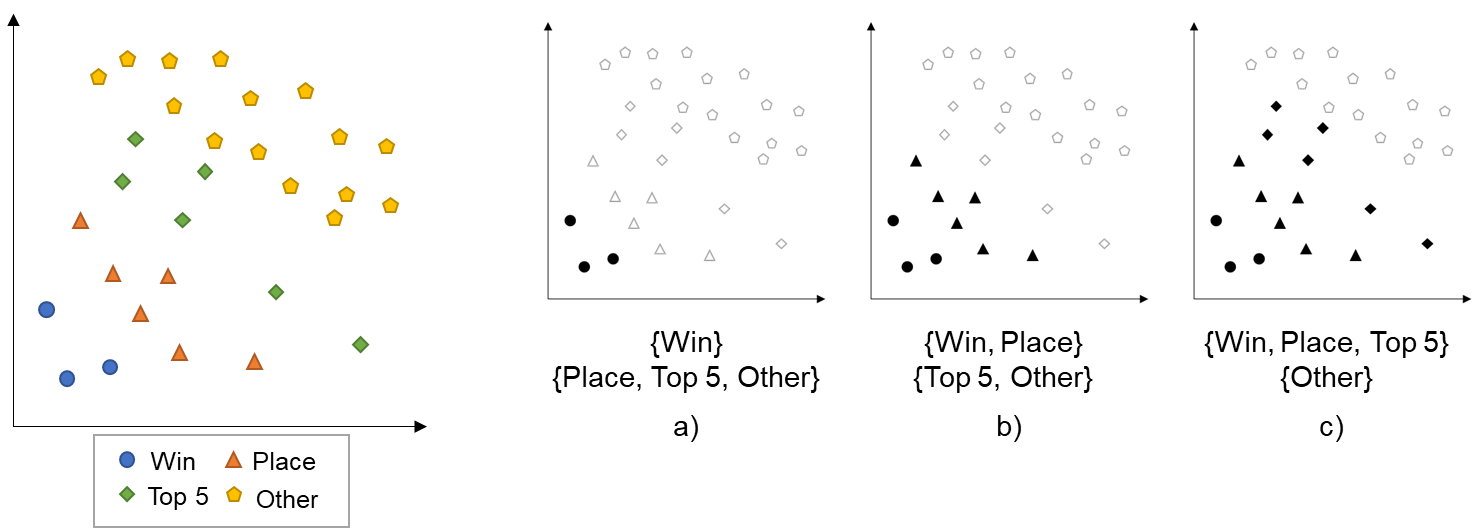 Win
Place
Top 5
Other
{Win}
{Place, Top 5, Other}
a)
{Win, Place}
{Top 5, Other}
b)
{Win, Place, Top 5}
{Other}
c)